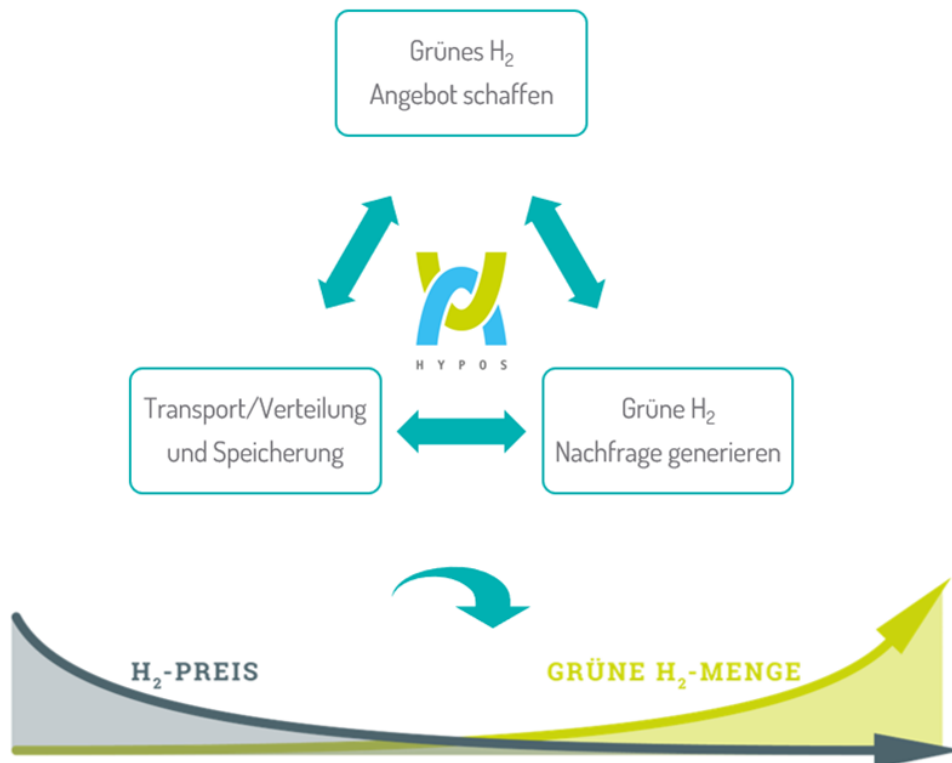 Grünes H₂
Angebot schaffen
HYPOS
Transport/Verteilung
und Speicherung
Grüne H₂
Nachfrage generieren
H₂-PREIS
GRÜNE H₂-MENGE